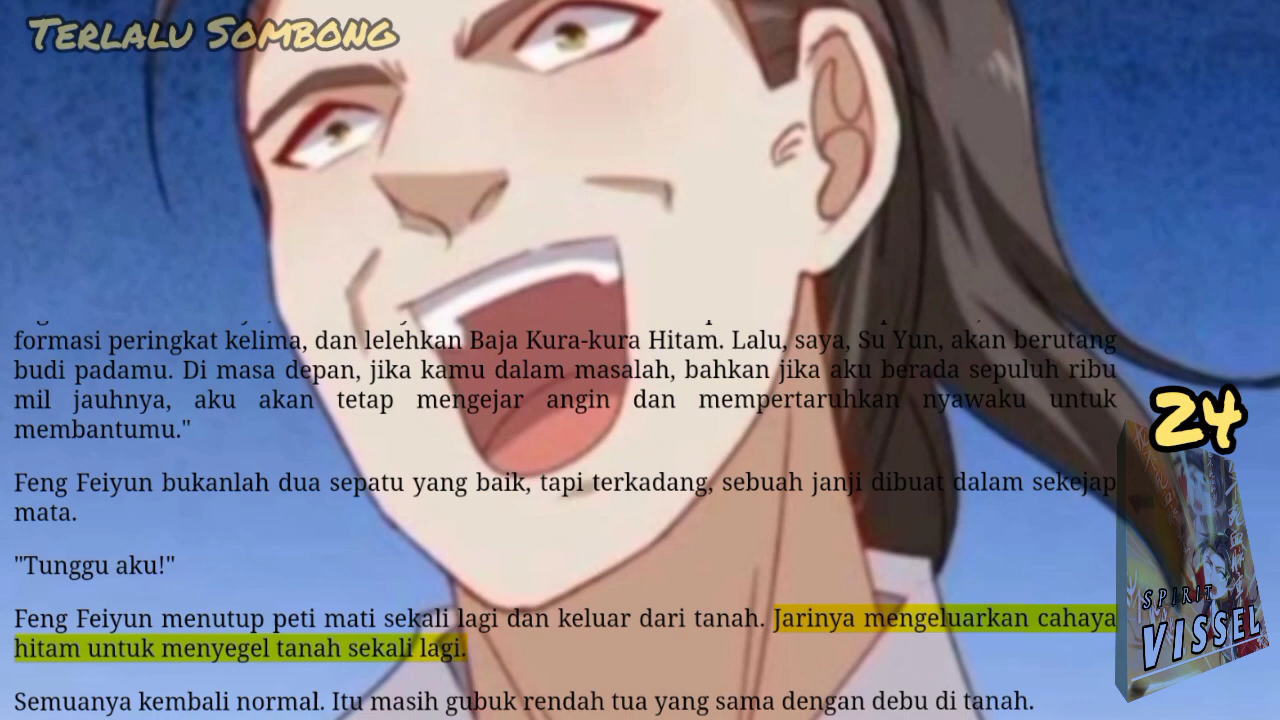 Terlalu Sombong
formasi peringkat kelima, dan lelehkan Baja Kura-kura Hitam. Lalu, saya, Su Yun, akan berutang
budi padamu. Di masa depan, jika kamu dalam masalah, bahkan jika aku berada sepuluh ribu
mil jauhnya, aku akan tetap mengejar angin dan mempertaruhkan nyawaku untuk
membantumu."
Feng Feiyun bukanlah dua sepatu yang baik, tapi terkadang, sebuah janji dibuat dalam sekejap
mata.
"Tunggu aku!"
Feng Feiyun menutup peti mati sekali lagi dan keluar dari tanah. Jarinya mengeluarkan cahaya
hitam untuk menyegel tanah sekali lagi.
Semuanya kembali normal. Itu masih gubuk rendah tua yang sama dengan debu di tanah.
24
SPIRIT
VISSEL